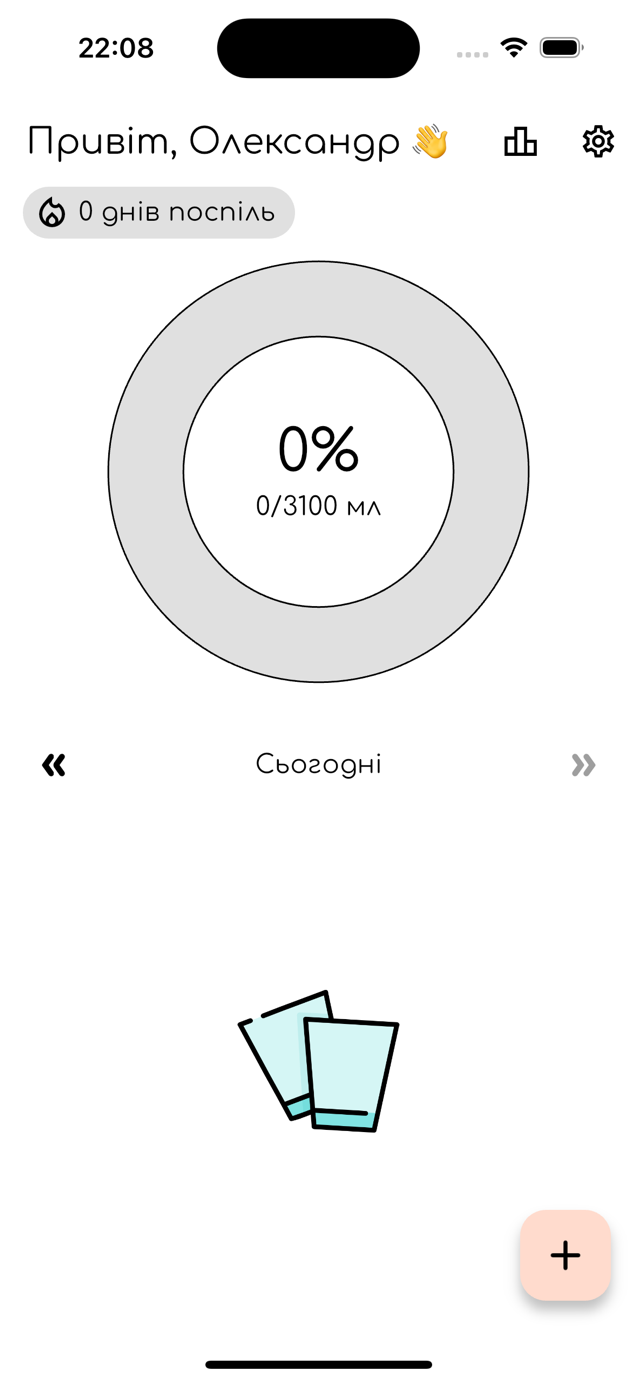 22:08
Привіт, Олександр 👋
0 днів поспіль
0%
0/3100 мл
« Сьогодні »
+